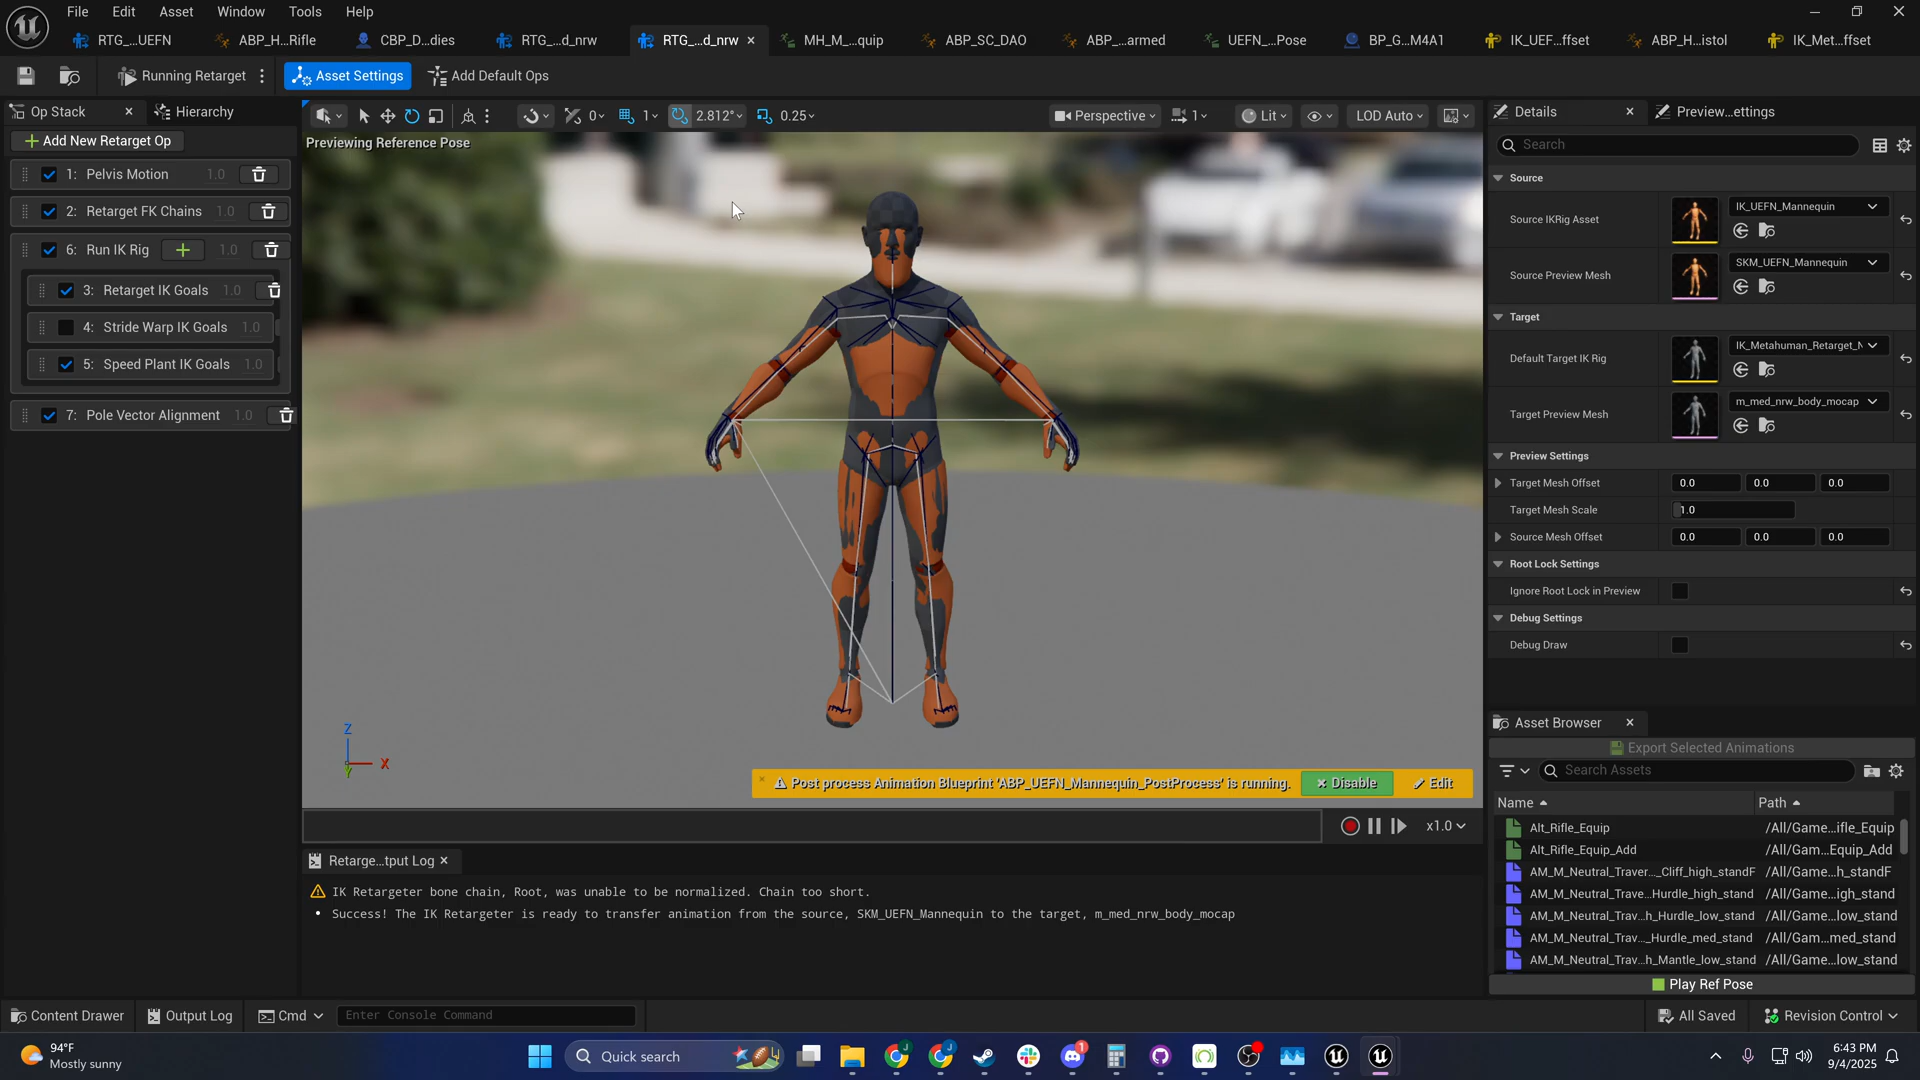 File Edit Asset Window Tools Help
RTG_...UEFN ABP_H...Rifle CBP_D...dies RTG_...d_nrw RTG_...d_nrw MH_M_...quip ABP_SC_DAO ABP_...armed UEFN_...Pose BP_G...M4A1 IK_UEF...ffset ABP_H...istol IK_Met...ffset
Running Retarget Asset Settings Add Default Ops
Op Stack Hierarchy
Add New Retarget Op
1: Pelvis Motion 1.0
2: Retarget FK Chains 1.0
6: Run IK Rig 1.0
3: Retarget IK Goals 1.0
4: Stride Warp IK Goals 1.0
5: Speed Plant IK Goals 1.0
7: Pole Vector Alignment 1.0
0 1 2.812° 0.25 Perspective 1 Lit LOD Auto
Previewing Reference Pose
Z
X
Y
Post process Animation Blueprint 'ABP_UEFN_Mannequin_PostProcess' is running. Disable Edit
x1.0
Retarge...tput Log
IK Retargeter bone chain, Root, was unable to be normalized. Chain too short.
• Success! The IK Retargeter is ready to transfer animation from the source, SKM_UEFN_Mannequin to the target, m_med_nrw_body_mocap
Details Preview...ettings
Search
Source
Source IKRig Asset IK_UEFN_Mannequin
Source Preview Mesh SKM_UEFN_Mannequin
Target
Default Target IK Rig IK_Metahuman_Retarget_N
Target Preview Mesh m_med_nrw_body_mocap
Preview Settings
Target Mesh Offset 0.0 0.0 0.0
Target Mesh Scale 1.0
Source Mesh Offset 0.0 0.0 0.0
Root Lock Settings
Ignore Root Lock in Preview
Debug Settings
Debug Draw
Asset Browser
Export Selected Animations
Search Assets
Name Path
Alt_Rifle_Equip /All/Game...ifle_Equip
Alt_Rifle_Equip_Add /All/Gam...Equip_Add
AM_M_Neutral_Traver..._Cliff_high_standF /All/Game...h_standF
AM_M_Neutral_Trave...Hurdle_high_stand /All/Game...igh_stand
AM_M_Neutral_Trav...h_Hurdle_low_stand /All/Game...low_stand
AM_M_Neutral_Trav..._Hurdle_med_stand /All/Gam...med_stand
AM_M_Neutral_Trav...h_Mantle_low_stand /All/Game...low_stand
Play Ref Pose
Content Drawer Output Log Cmd Enter Console Command All Saved Revision Control
94°F
Mostly sunny
Quick search
1
6:43 PM
9/4/2025